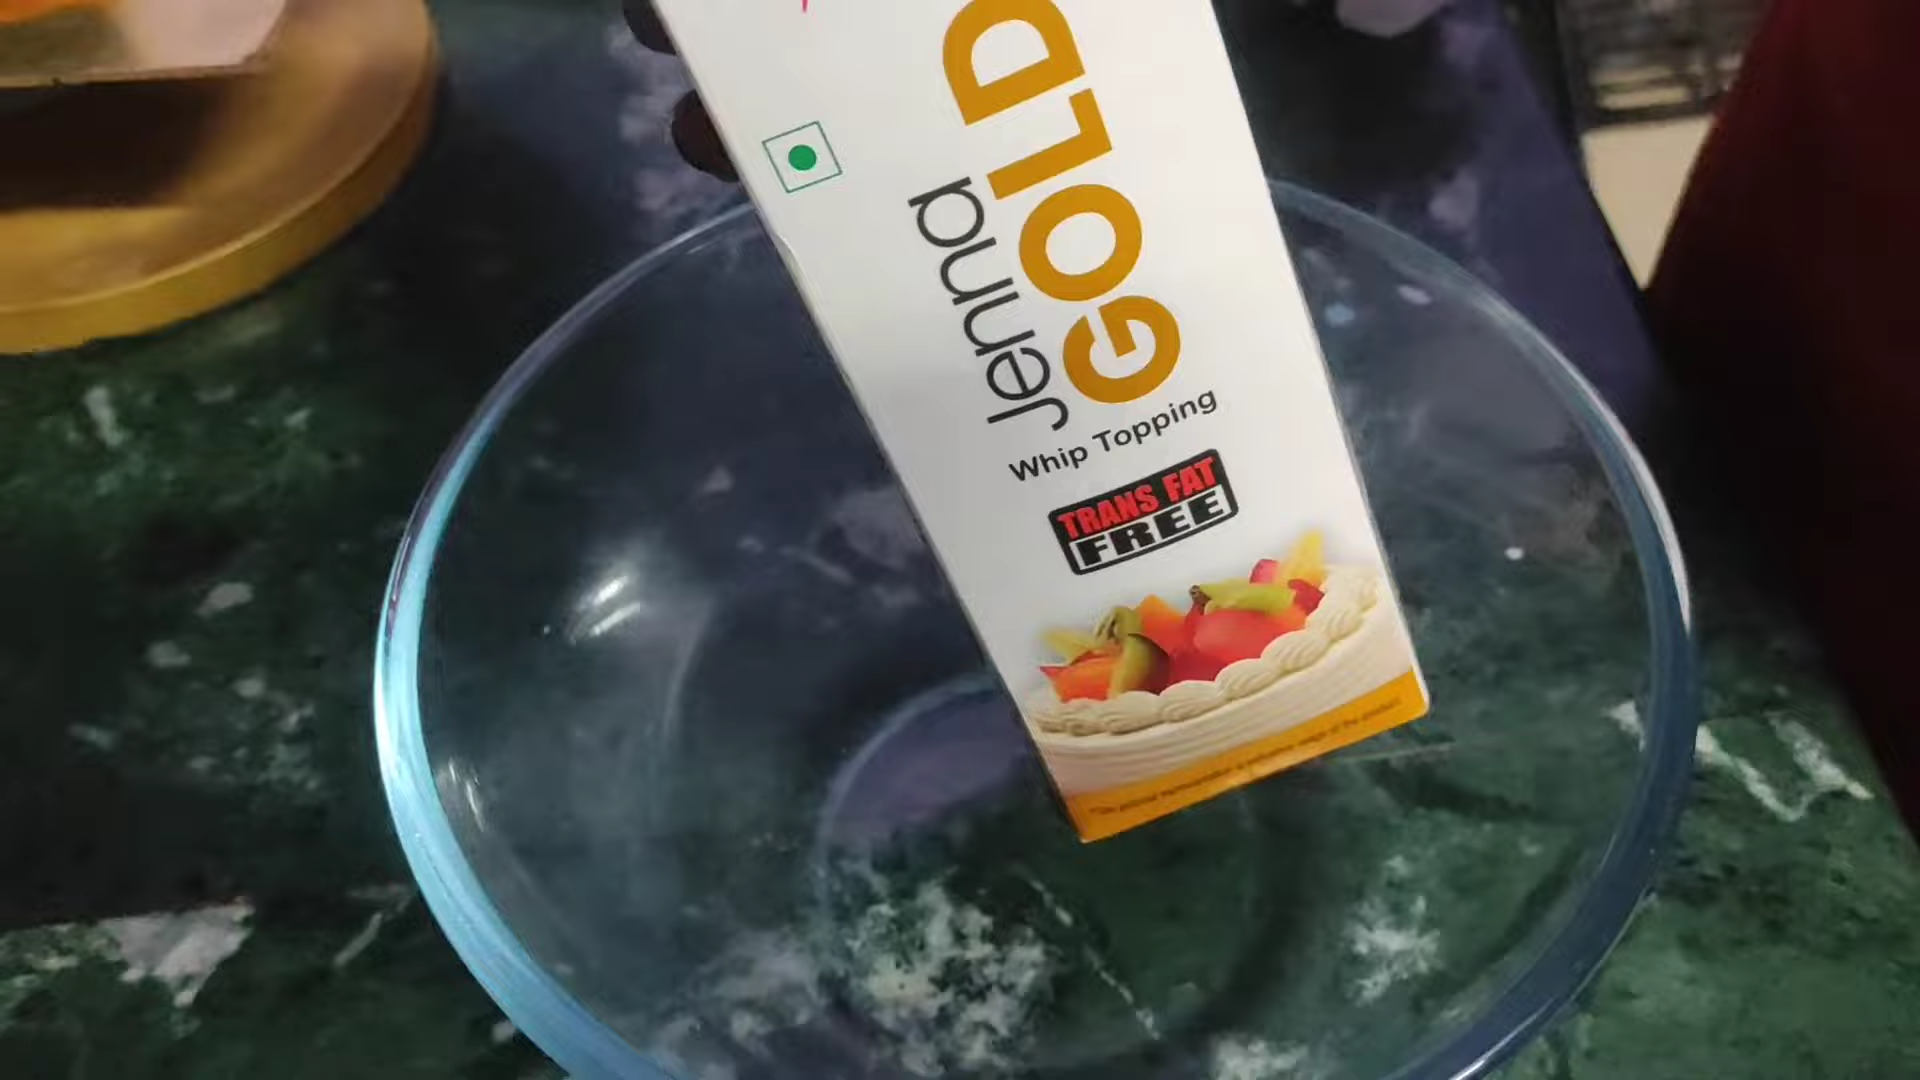 Jenna
GOLD
Whip Topping
TRANS FAT
FREE